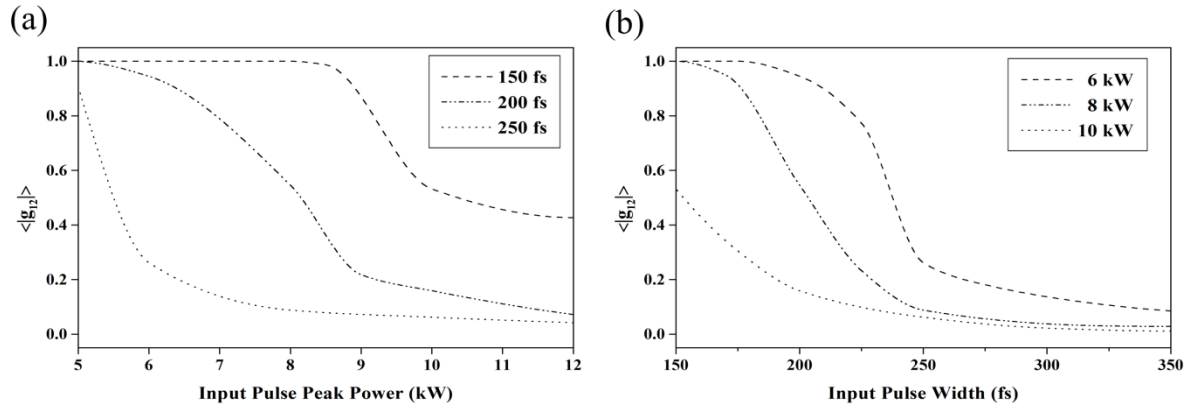 (a)
1.0
0.8
0.6
0.4
0.2
0.0
<|g12|>
150 fs
200 fs
250 fs
5 6 7 8 9 10 11 12
Input Pulse Peak Power (kW)
(b)
1.0
0.8
0.6
0.4
0.2
0.0
<|g12|>
6 kW
8 kW
10 kW
150 200 250 300 350
Input Pulse Width (fs)